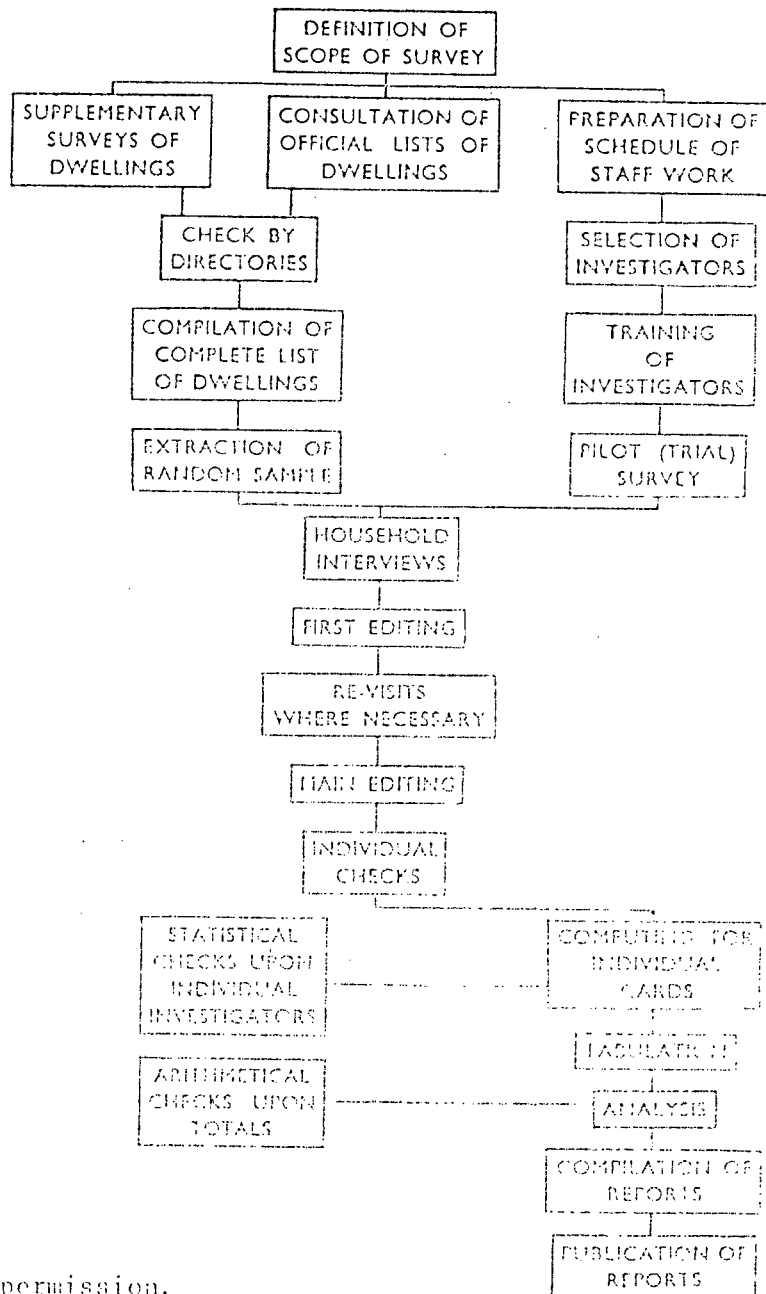 DEFINITION OF
SCOPE OF SURVEY
SUPPLEMENTARY
SURVEYS OF
DWELLINGS
CONSULTATION OF
OFFICIAL LISTS OF
DWELLINGS
PREPARATION OF
SCHEDULE OF
STAFF WORK
CHECK BY
DIRECTORIES
SELECTION OF
INVESTIGATORS
COMPILATION OF
COMPLETE LIST
OF DWELLINGS
TRAINING
OF
INVESTIGATORS
EXTRACTION OF
RANDOM SAMPLE
PILOT (TRIAL)
SURVEY
HOUSEHOLD
INTERVIEWS
FIRST EDITING
RE-VISITS
WHERE NECESSARY
MAIN EDITING
INDIVIDUAL
CHECKS
STATISTICAL
CHECKS UPON
INDIVIDUAL
INVESTIGATORS
COMPUTING FOR
INDIVIDUAL
CARDS
TABULATION
ARITHMETICAL
CHECKS UPON
TOTALS
ANALYSIS
COMPILATION OF
REPORTS
PUBLICATION OF
REPORTS
permission.